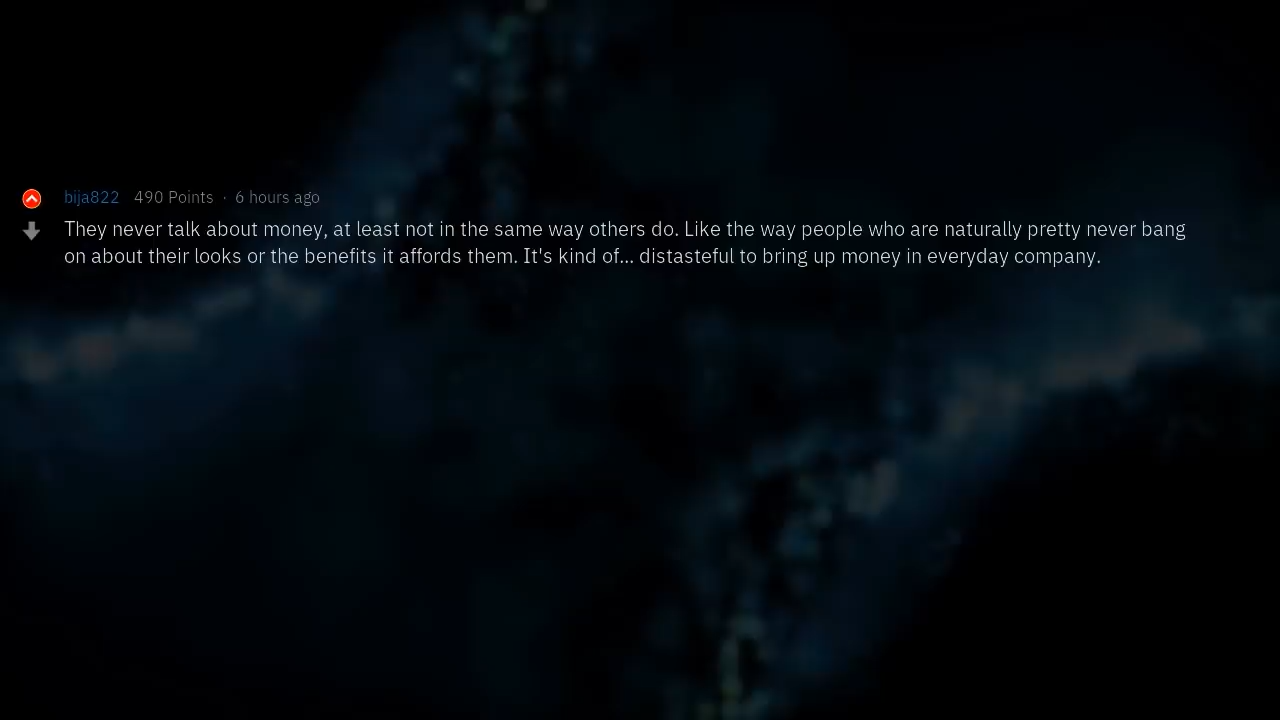 bija822 490 Points · 6 hours ago
They never talk about money, at least not in the same way others do. Like the way people who are naturally pretty never bang
on about their looks or the benefits it affords them. It's kind of... distasteful to bring up money in everyday company.